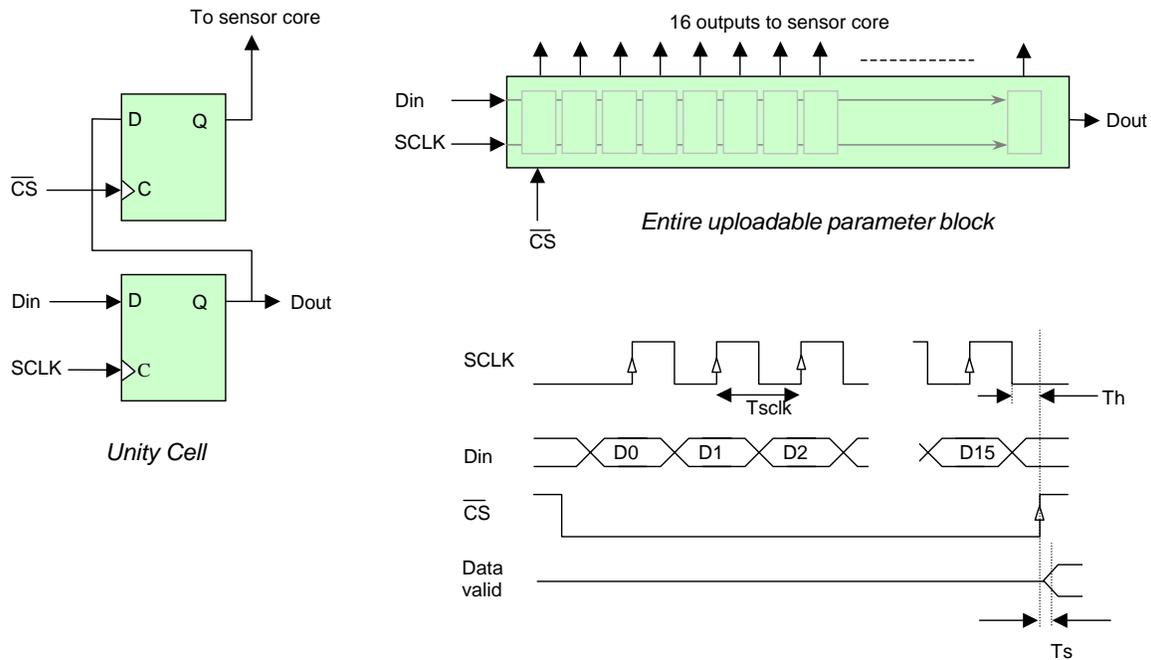 To sensor core
D Q
CS
C
Din
D Q
Dout
SCLK
C
Unity Cell
16 outputs to sensor core
Din
SCLK
Dout
CS
Entire uploadable parameter block
SCLK
Tsclk
Th
Din
D0 D1 D2 D15
CS
Data
valid
Ts